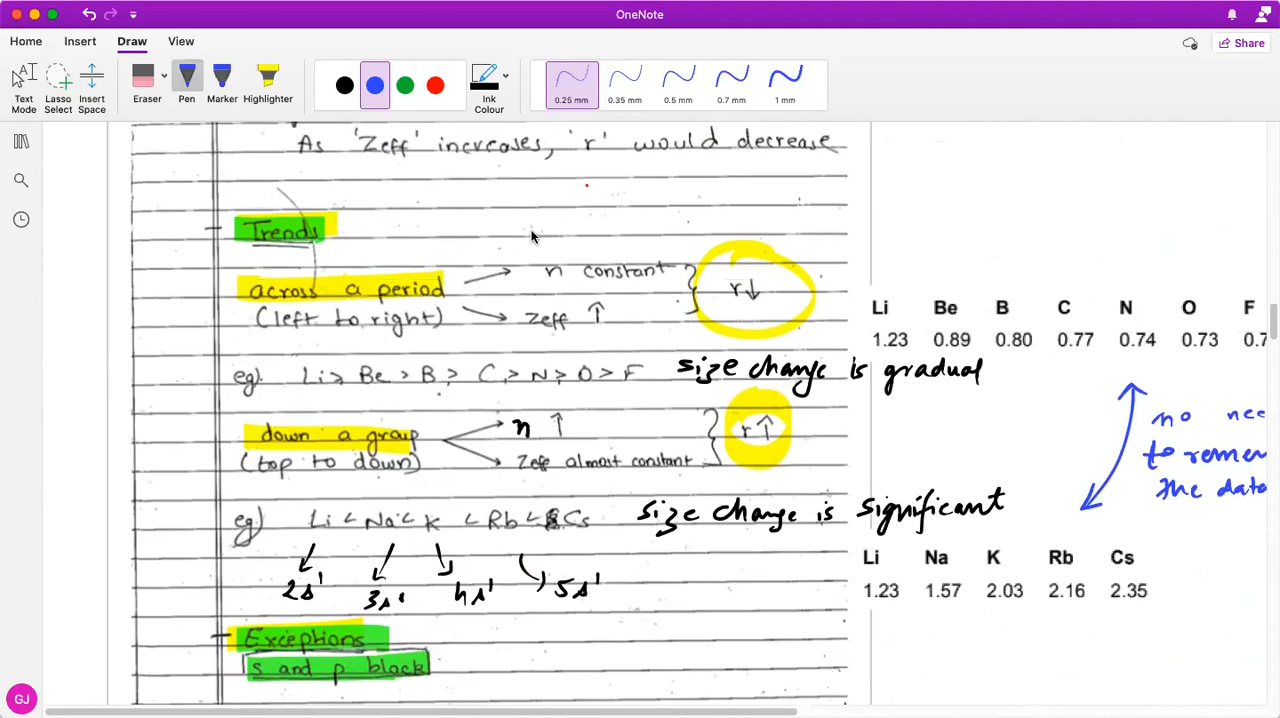 OneNote
Home Insert Draw View
Share
Text Mode
Lasso Select
Insert Space
Eraser
Pen
Marker
Highlighter
Ink Colour
0.25 mm
0.35 mm
0.5 mm
0.7 mm
1 mm
As 'Zeff' increases, 'r' would decrease
- Trends
across a period → n constant
(left to right) → Zeff ↑
} r↓
Li Be B C N O F
1.23 0.89 0.80 0.77 0.74 0.73 0.7
eg). Li > Be > B > C > N > O > F size change is gradual
down a group → n ↑
(top to down) → Zeff almost constant
} r↑
no nee
to remem
the data
eg) Li < Na < K < Rb < Cs size change is significant
2s¹ 3s¹ 4s¹ 5s¹
Li Na K Rb Cs
1.23 1.57 2.03 2.16 2.35
- Exceptions
s and p block
GJ